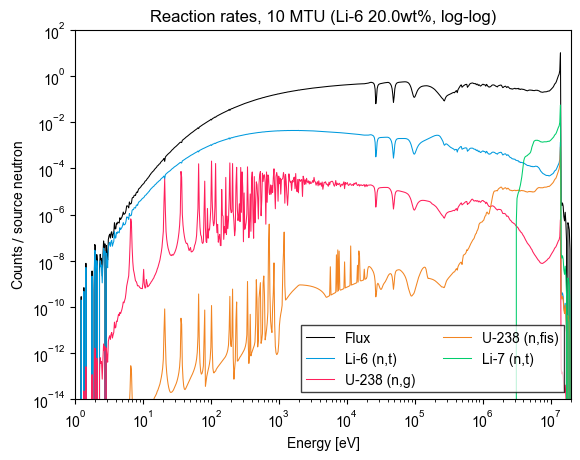 Reaction rates, 10 MTU (Li-6 20.0wt%, log-log)
Counts / source neutron
10^2
10^0
10^-2
10^-4
10^-6
10^-8
10^-10
10^-12
10^-14
Flux
Li-6 (n,t)
U-238 (n,g)
U-238 (n,fis)
Li-7 (n,t)
10^0 10^1 10^2 10^3 10^4 10^5 10^6 10^7
Energy [eV]